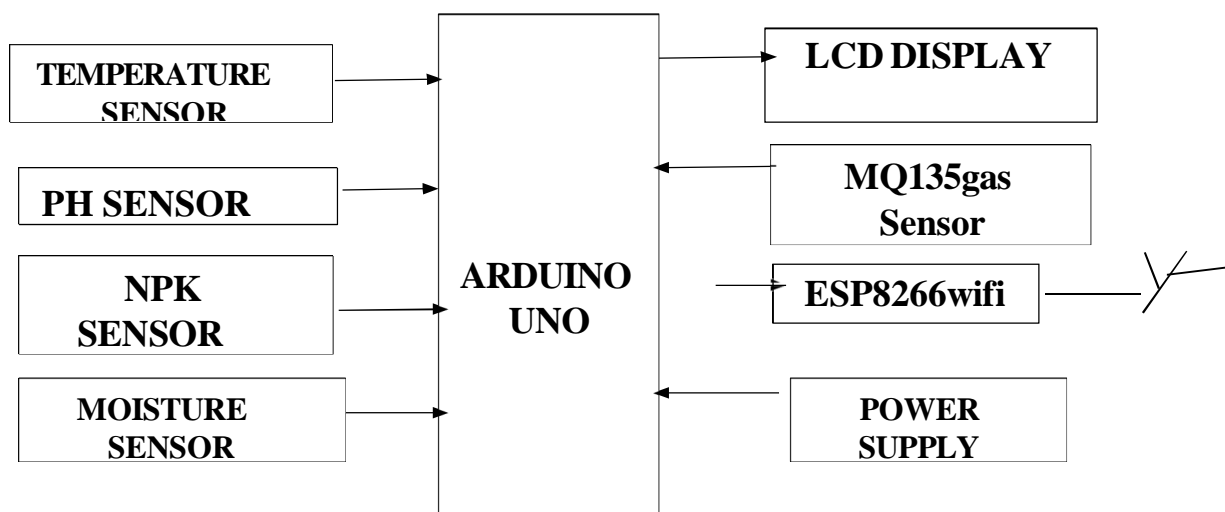 TEMPERATURE
SENSOR
PH SENSOR
NPK
SENSOR
MOISTURE
SENSOR
ARDUINO
UNO
LCD DISPLAY
MQ135gas
Sensor
ESP8266wifi
POWER
SUPPLY